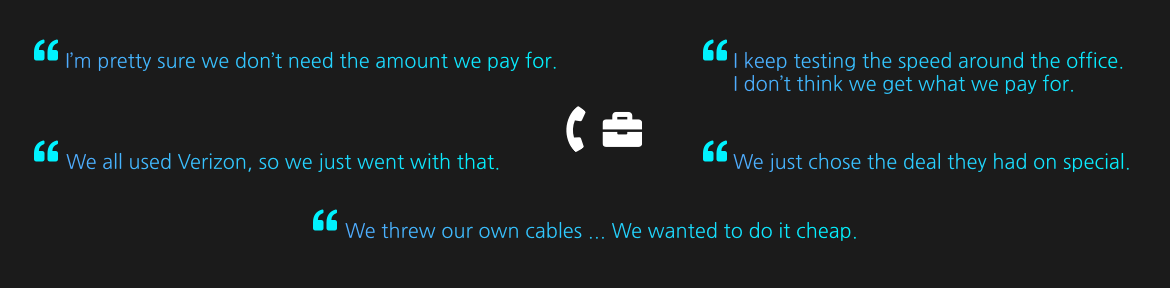 “ I’m pretty sure we don’t need the amount we pay for.
“ I keep testing the speed around the office.
I don’t think we get what we pay for.
“ We all used Verizon, so we just went with that.
“ We just chose the deal they had on special.
“ We threw our own cables ... We wanted to do it cheap.